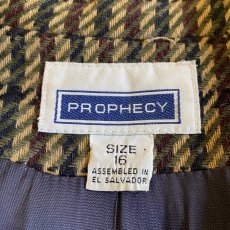 PROPHECY
SIZE
16
ASSEMBLED IN
EL SALVADOR